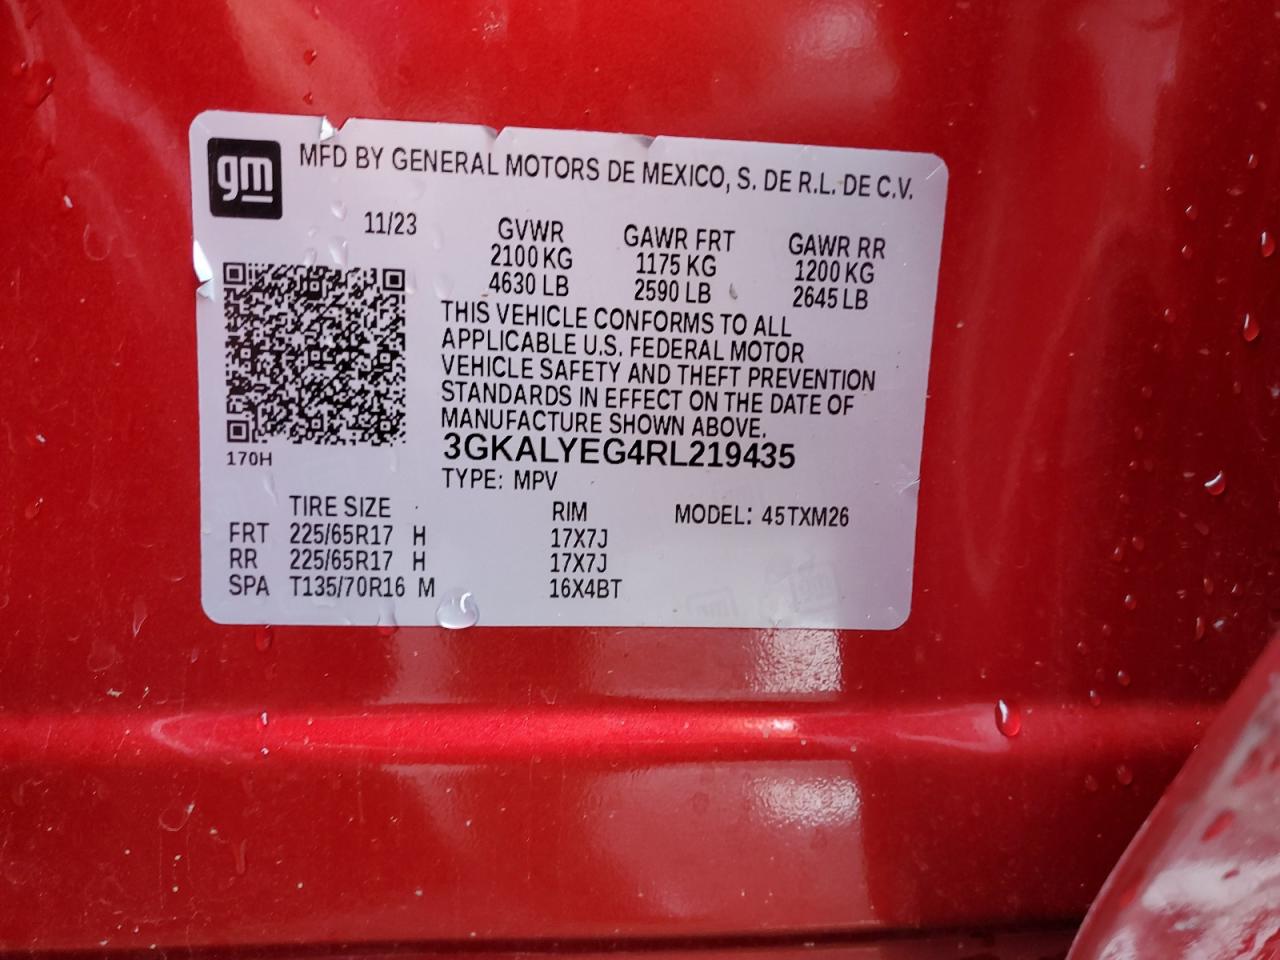 gm
MFD BY GENERAL MOTORS DE MEXICO, S. DE R.L. DE C.V.
11/23
GVWR GAWR FRT GAWR RR
2100 KG 1175 KG 1200 KG
4630 LB 2590 LB 2645 LB
THIS VEHICLE CONFORMS TO ALL
APPLICABLE U.S. FEDERAL MOTOR
VEHICLE SAFETY AND THEFT PREVENTION
STANDARDS IN EFFECT ON THE DATE OF
MANUFACTURE SHOWN ABOVE.
3GKALYEG4RL219435
170H
TYPE: MPV
TIRE SIZE RIM MODEL: 45TXM26
FRT 225/65R17 H 17X7J
RR 225/65R17 H 17X7J
SPA T135/70R16 M 16X4BT